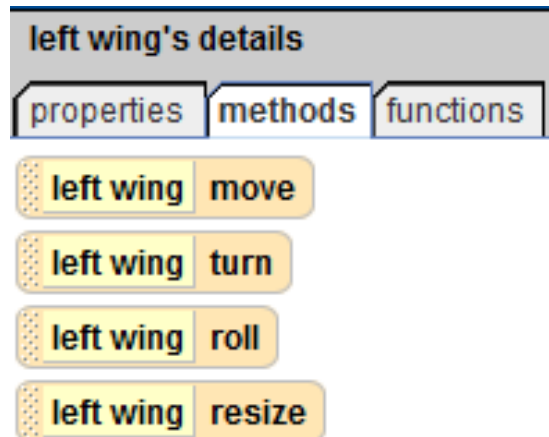 left wing's details
properties methods functions
left wing move
left wing turn
left wing roll
left wing resize